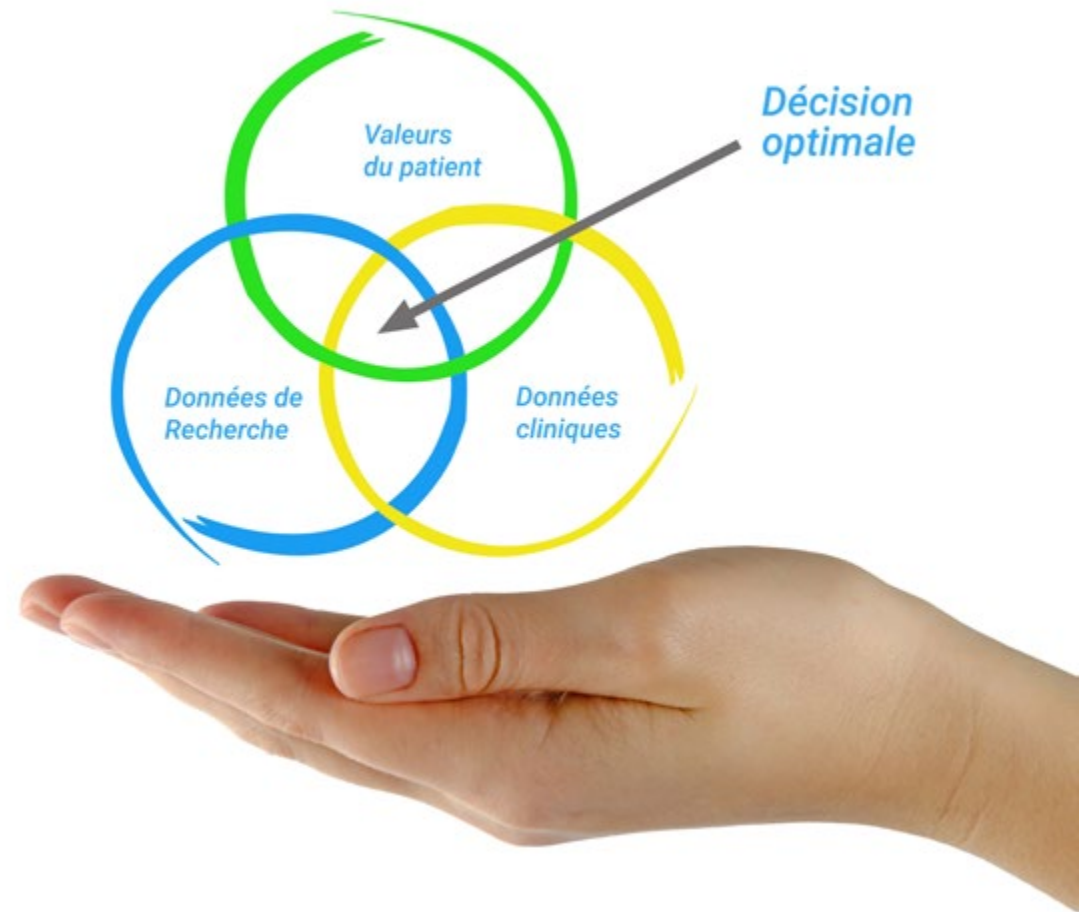 Valeurs
du patient
Décision
optimale
Données de
Recherche
Données
cliniques